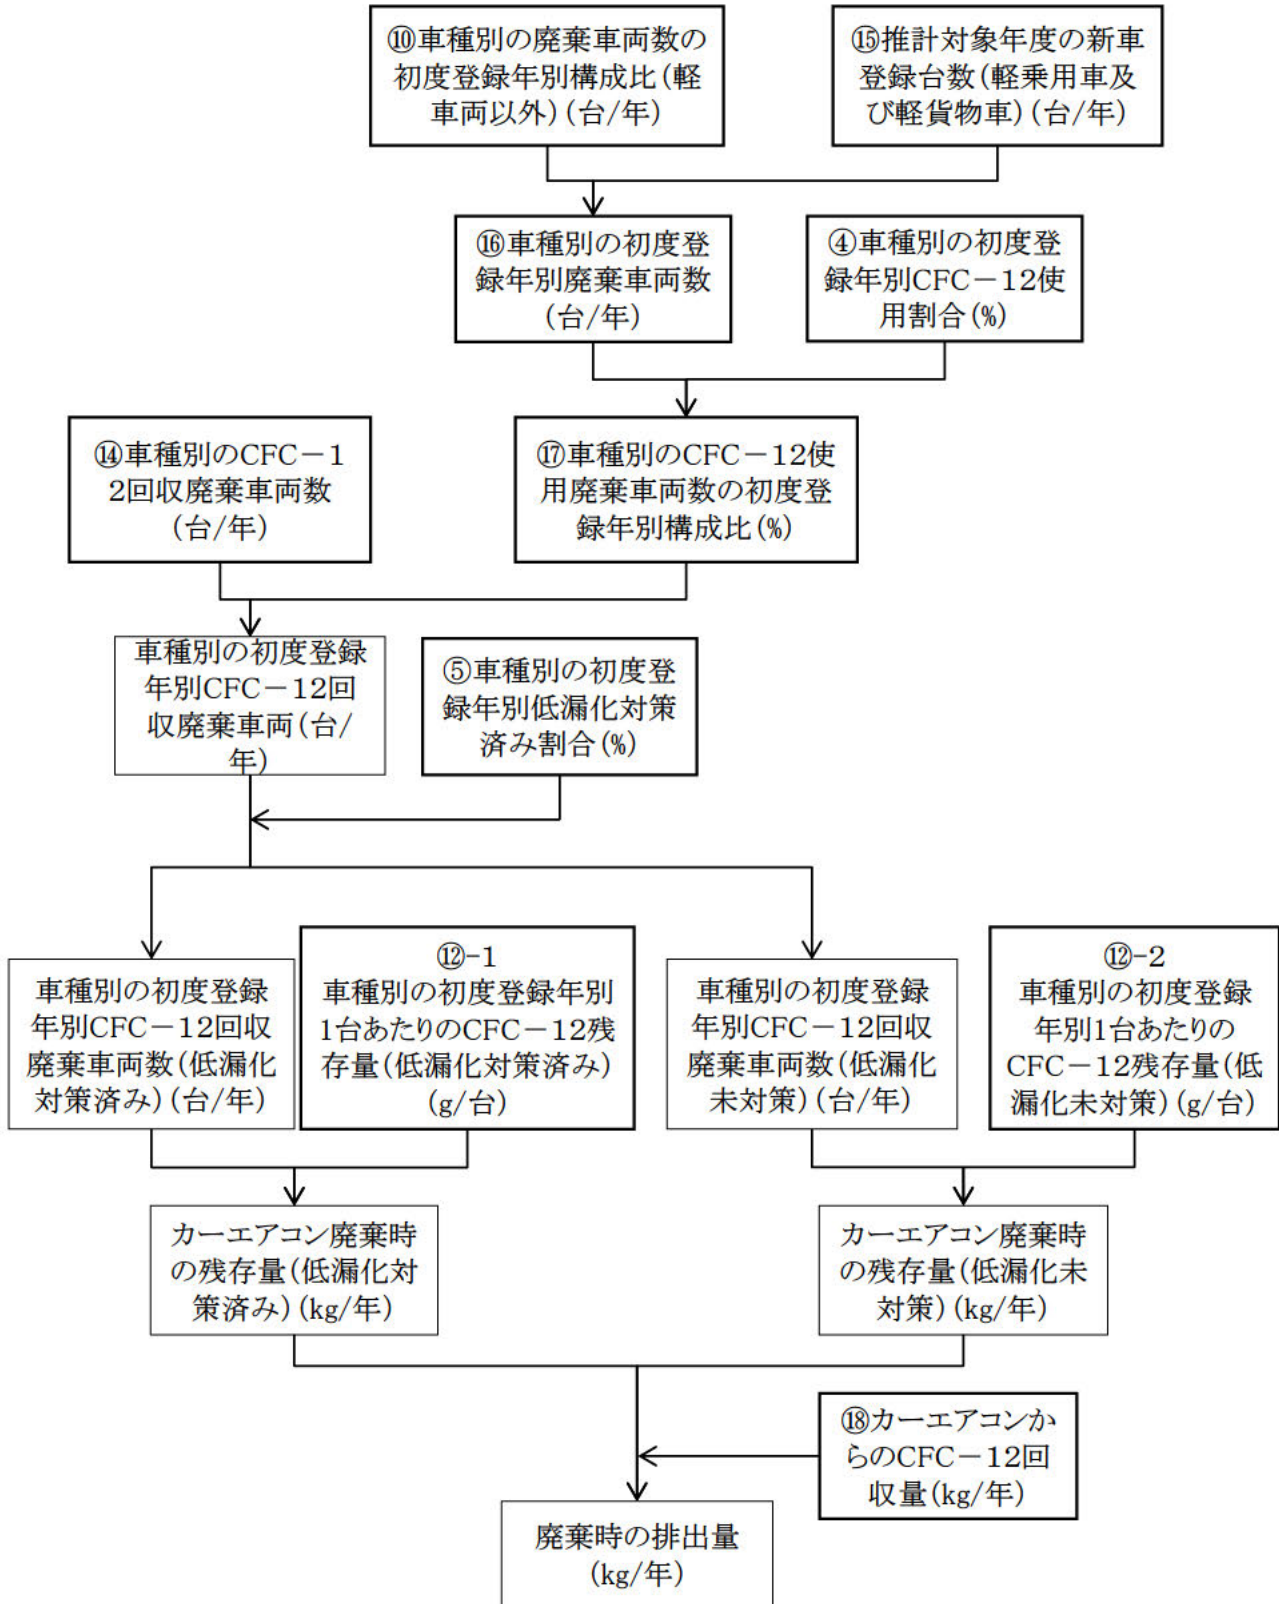 ⑩車種別の廃棄車両数の
初度登録年別構成比(軽
車両以外)(台/年)
⑮推計対象年度の新車
登録台数(軽乗用車及
び軽貨物車)(台/年)
⑯車種別の初度登
録年別廃棄車両数
(台/年)
④車種別の初度登
録年別CFC－12使
用割合(%)
⑭車種別のCFC－1
2回収廃棄車両数
(台/年)
⑰車種別のCFC－12使
用廃棄車両数の初度登
録年別構成比(%)
車種別の初度登録
年別CFC－12回
収廃棄車両(台/
年)
⑤車種別の初度登
録年別低漏化対策
済み割合(%)
車種別の初度登録
年別CFC－12回収
廃棄車両数(低漏化
対策済み)(台/年)
⑫-1
車種別の初度登録年別
1台あたりのCFC－12残
存量(低漏化対策済み)
(g/台)
車種別の初度登録
年別CFC－12回収
廃棄車両数(低漏化
未対策)(台/年)
⑫-2
車種別の初度登録
年別1台あたりの
CFC－12残存量(低
漏化未対策)(g/台)
カーエアコン廃棄時
の残存量(低漏化対
策済み)(kg/年)
カーエアコン廃棄時
の残存量(低漏化未
対策)(kg/年)
⑱カーエアコンか
らのCFC－12回
収量(kg/年)
廃棄時の排出量
(kg/年)